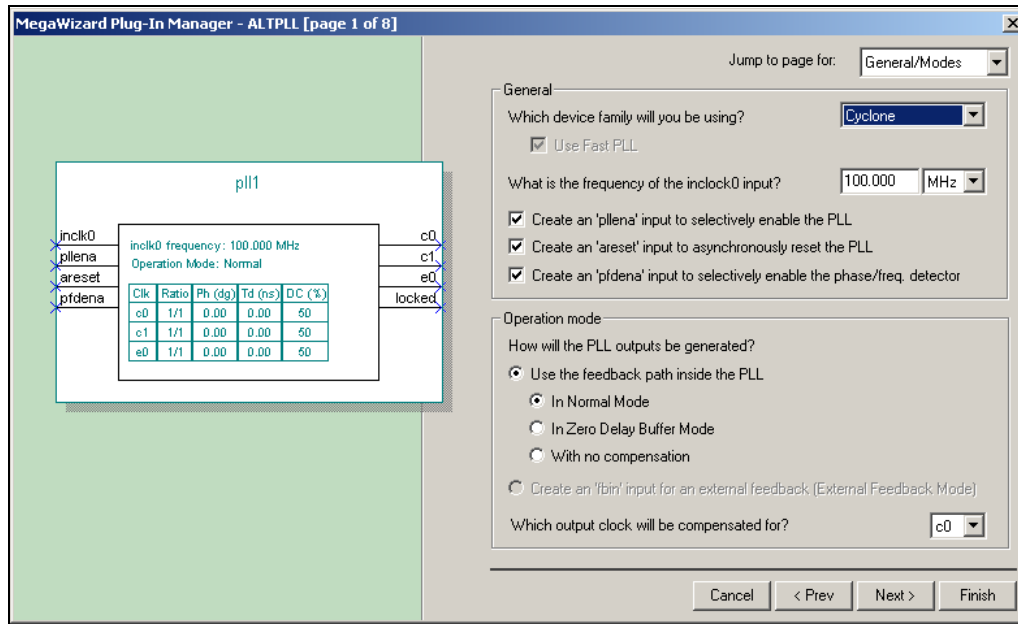 MegaWizard Plug-In Manager - ALTPLL [page 1 of 8]
Jump to page for: General/Modes
General
Which device family will you be using? Cyclone
Use Fast PLL
What is the frequency of the inclock0 input? 100.000 MHz
Create an 'pllena' input to selectively enable the PLL
Create an 'areset' input to asynchronously reset the PLL
Create an 'pfdena' input to selectively enable the phase/freq. detector
Operation mode
How will the PLL outputs be generated?
Use the feedback path inside the PLL
In Normal Mode
In Zero Delay Buffer Mode
With no compensation
Create an 'fbin' input for an external feedback (External Feedback Mode)
Which output clock will be compensated for? c0
Cancel < Prev Next > Finish
pll1
inclk0
pllena
areset
pfdena
inclk0 frequency: 100.000 MHz
Operation Mode: Normal
Clk Ratio Ph (dg) Td (ns) DC (%)
c0 1/1 0.00 0.00 50
c1 1/1 0.00 0.00 50
e0 1/1 0.00 0.00 50
c0
c1
e0
locked